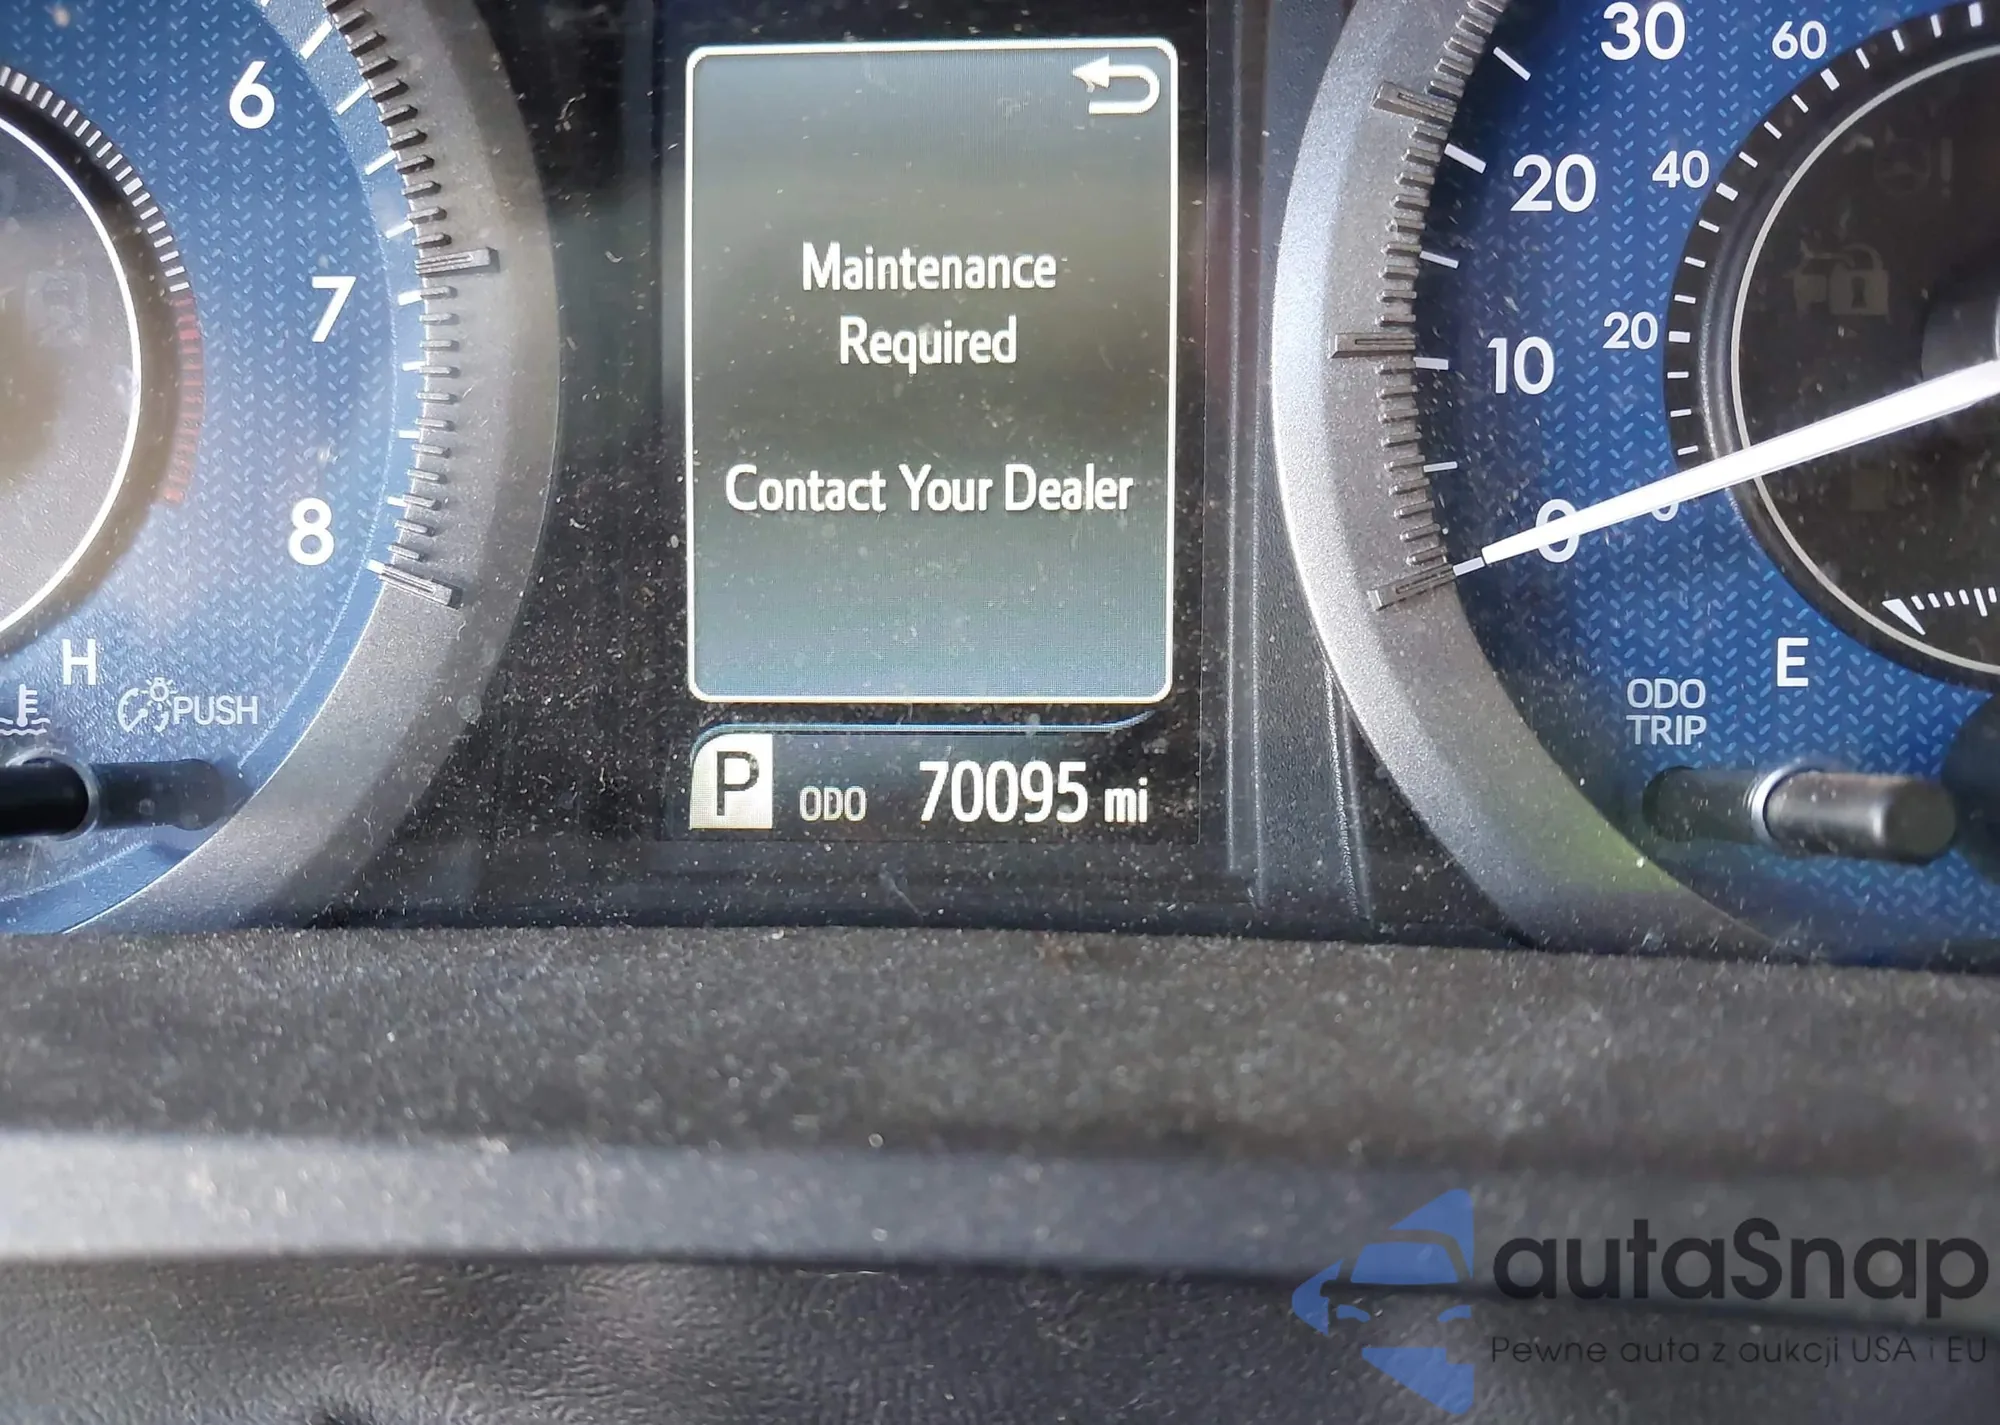 6
7
8
H
PUSH
Maintenance
Required
Contact Your Dealer
P ODO 70095 mi
30
60
20
40
10
20
0
0
E
ODO
TRIP
autaSnap
Pewne auta z aukcji USA i EU